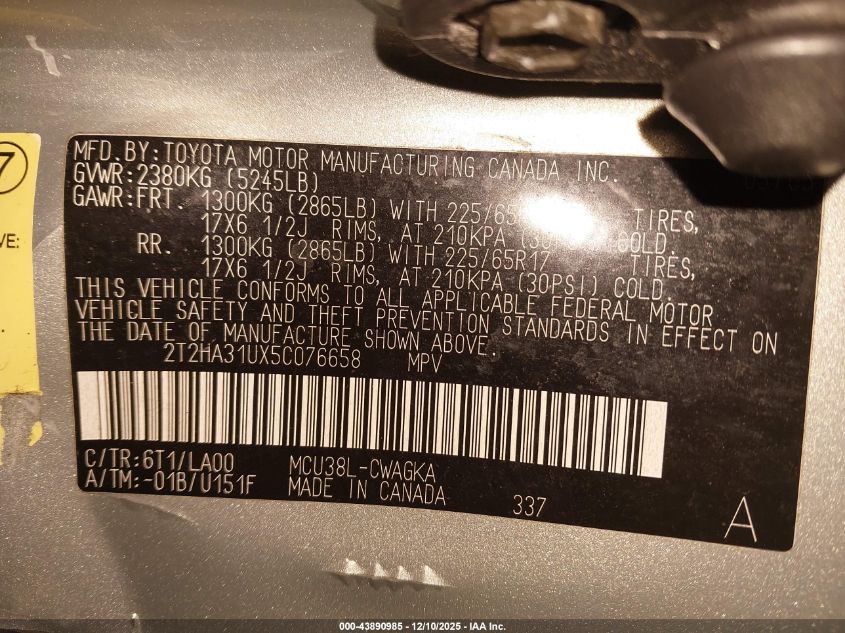 7
VE:
MFD.BY:TOYOTA MOTOR MANUFACTURING CANADA INC.
GVWR:2380KG (5245LB)
GAWR:FRT. 1300KG (2865LB) WITH 225/65 TIRES,
17X6 1/2J RIMS, AT 210KPA COLD.
RR. 1300KG (2865LB) WITH 225/65R17 TIRES,
17X6 1/2J RIMS, AT 210KPA (30PSI) COLD.
THIS VEHICLE CONFORMS TO ALL APPLICABLE FEDERAL MOTOR
VEHICLE SAFETY AND THEFT PREVENTION STANDARDS IN EFFECT ON
THE DATE OF MANUFACTURE SHOWN ABOVE.
2T2HA31UX5C076658 MPV
C/TR:6T1/LA00 MCU38L-CWAGKA
A/TM:-01B/U151F MADE IN CANADA 337 A
000-43890985 - 12/10/2025 - IAA Inc.